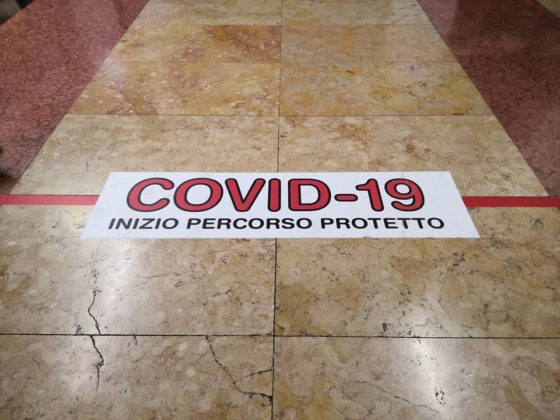 COVID-19
INIZIO PERCORSO PROTETTO